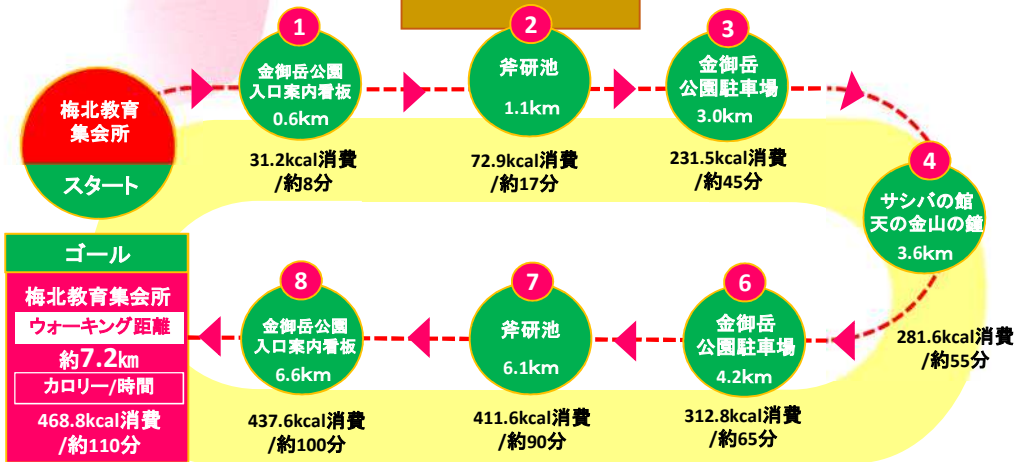 梅北教育
集会所
スタート
1
金御岳公園
入口案内看板
0.6km
31.2kcal消費
/約8分
2
斧研池
1.1km
72.9kcal消費
/約17分
3
金御岳
公園駐車場
3.0km
231.5kcal消費
/約45分
4
サシバの館
天の金山の鐘
3.6km
281.6kcal消費
/約55分
6
金御岳
公園駐車場
4.2km
312.8kcal消費
/約65分
7
斧研池
6.1km
411.6kcal消費
/約90分
8
金御岳公園
入口案内看板
6.6km
437.6kcal消費
/約100分
ゴール
梅北教育集会所
ウォーキング距離
約7.2㎞
カロリー/時間
468.8kcal消費
/約110分